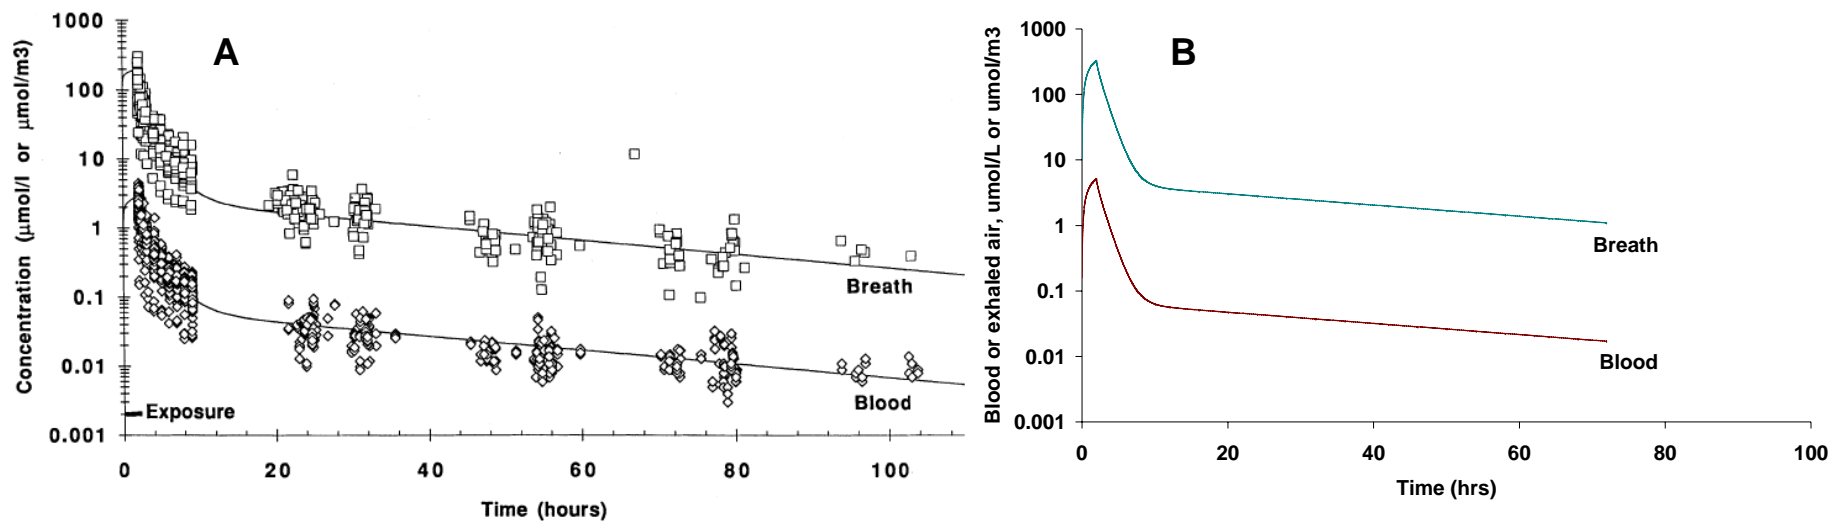 A
Concentration (μmol/l or μmol/m3)
1000
100
10
1
0.1
0.01
0.001
Breath
Blood
Exposure
0 20 40 60 80 100
Time (hours)
B
Blood or exhaled air, umol/L or umol/m3
1000
100
10
1
0.1
0.01
0.001
Breath
Blood
0 20 40 60 80 100
Time (hrs)